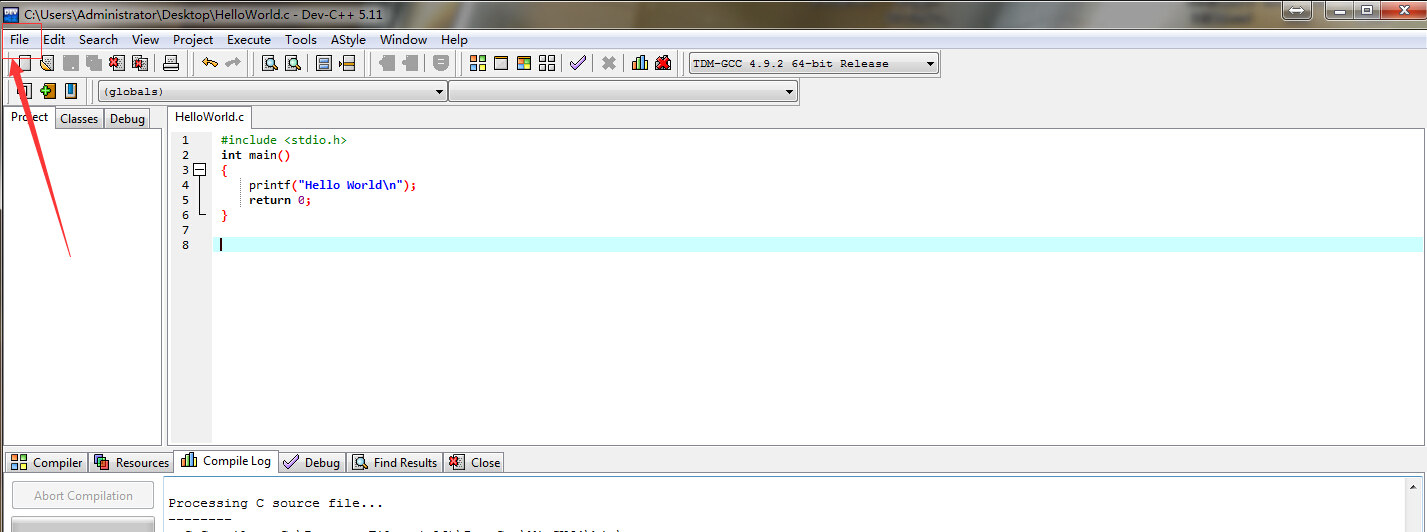 C:\Users\Administrator\Desktop\HelloWorld.c - Dev-C++ 5.11
File Edit Search View Project Execute Tools AStyle Window Help
TDM-GCC 4.9.2 64-bit Release
(globals)
Project Classes Debug
HelloWorld.c
1 #include <stdio.h>
2 int main()
3 {
4 printf("Hello World\n");
5 return 0;
6 }
7
8
Compiler Resources Compile Log Debug Find Results Close
Abort Compilation
Processing C source file...
--------